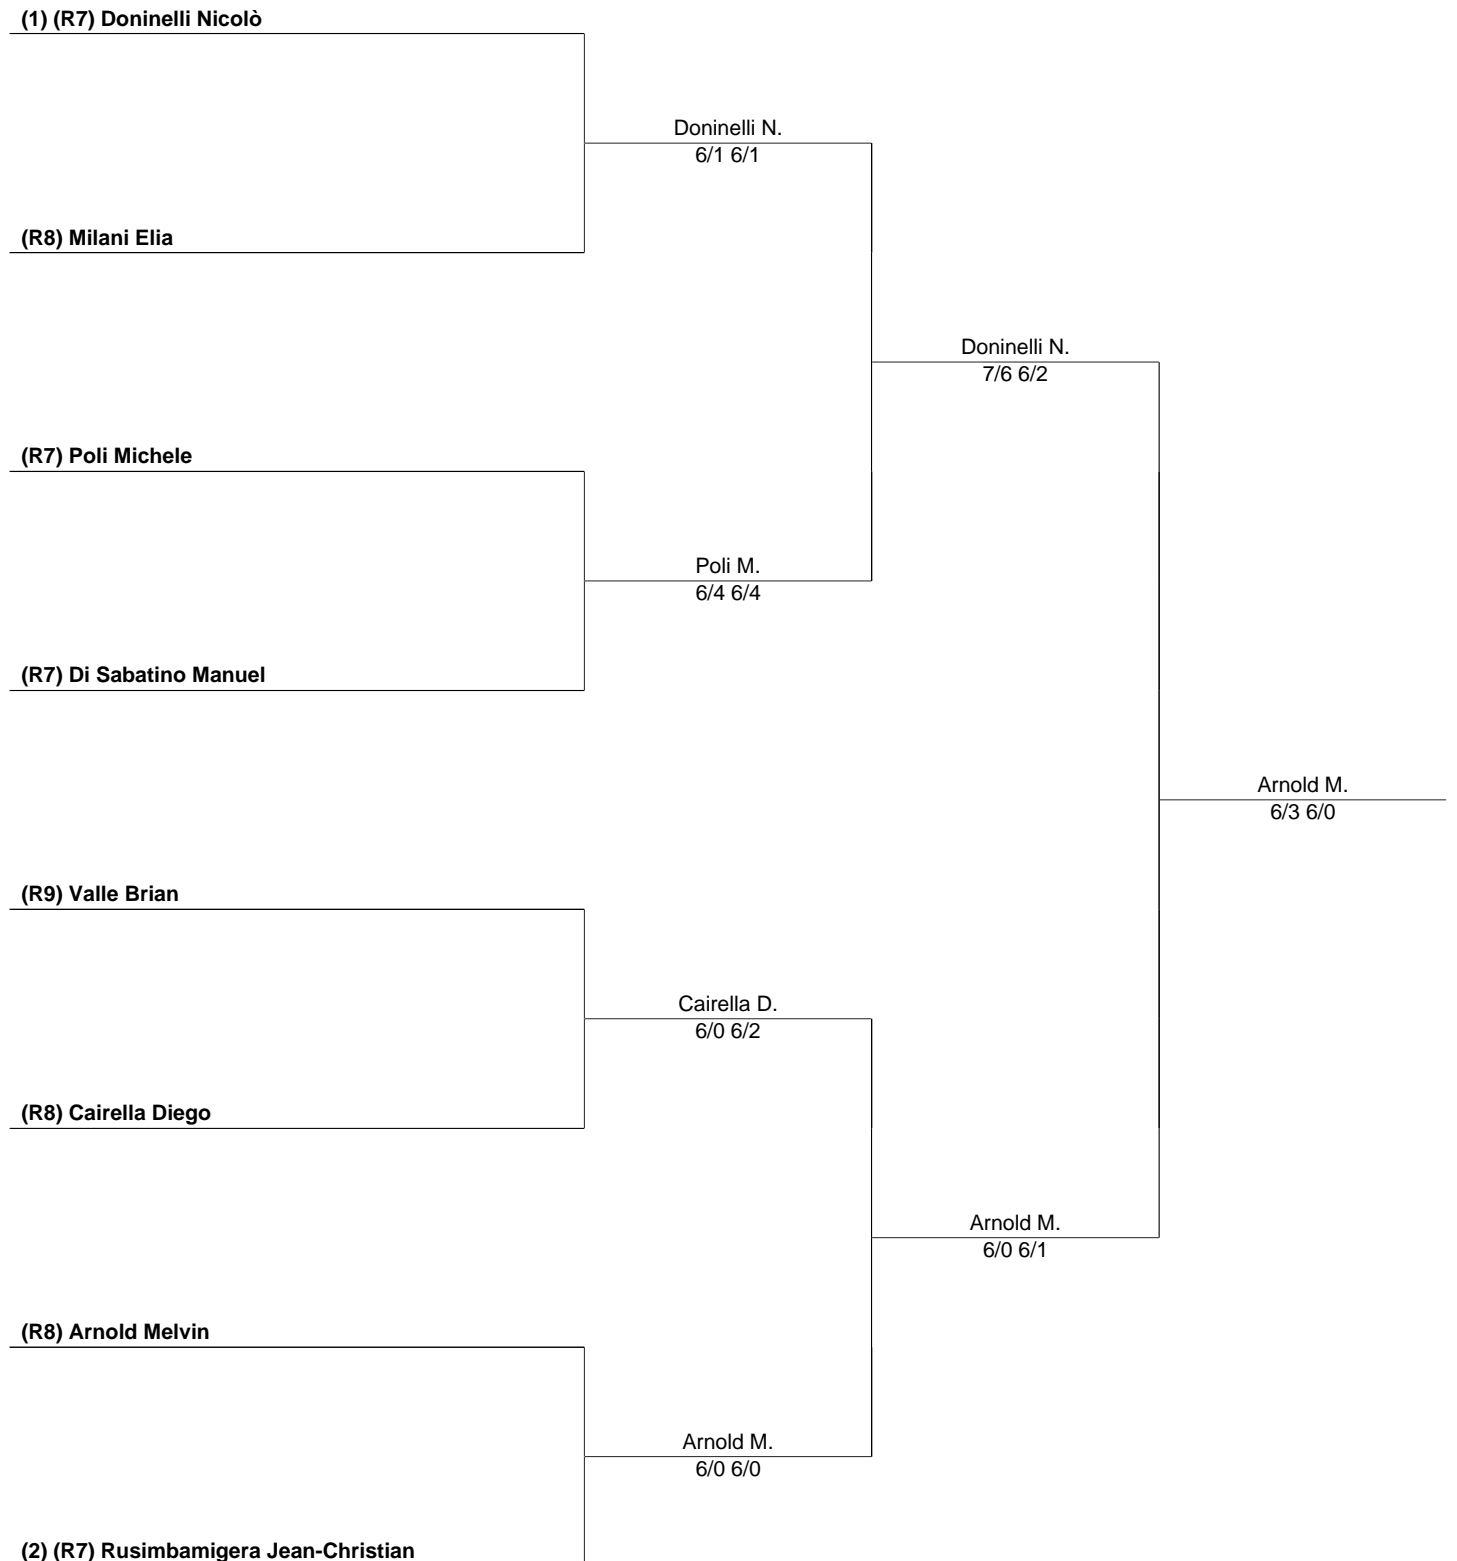 (1) (R7) Doninelli Nicolò
Doninelli N.
6/1 6/1
(R8) Milani Elia
Doninelli N.
7/6 6/2
(R7) Poli Michele
Poli M.
6/4 6/4
(R7) Di Sabatino Manuel
Arnold M.
6/3 6/0
(R9) Valle Brian
Cairella D.
6/0 6/2
(R8) Cairella Diego
Arnold M.
6/0 6/1
(R8) Arnold Melvin
Arnold M.
6/0 6/0
(2) (R7) Rusimbamigera Jean-Christian